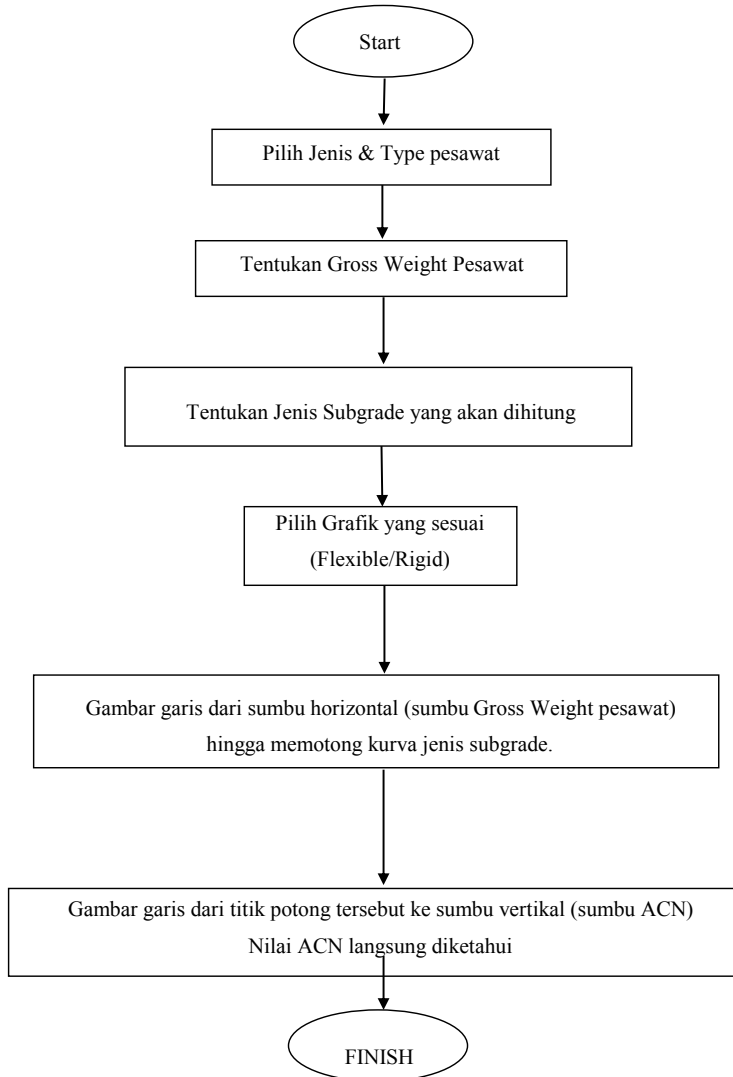 Start
Pilih Jenis & Type pesawat
Tentukan Gross Weight Pesawat
Tentukan Jenis Subgrade yang akan dihitung
Pilih Grafik yang sesuai
(Flexible/Rigid)
Gambar garis dari sumbu horizontal (sumbu Gross Weight pesawat)
hingga memotong kurva jenis subgrade.
Gambar garis dari titik potong tersebut ke sumbu vertikal (sumbu ACN)
Nilai ACN langsung diketahui
FINISH